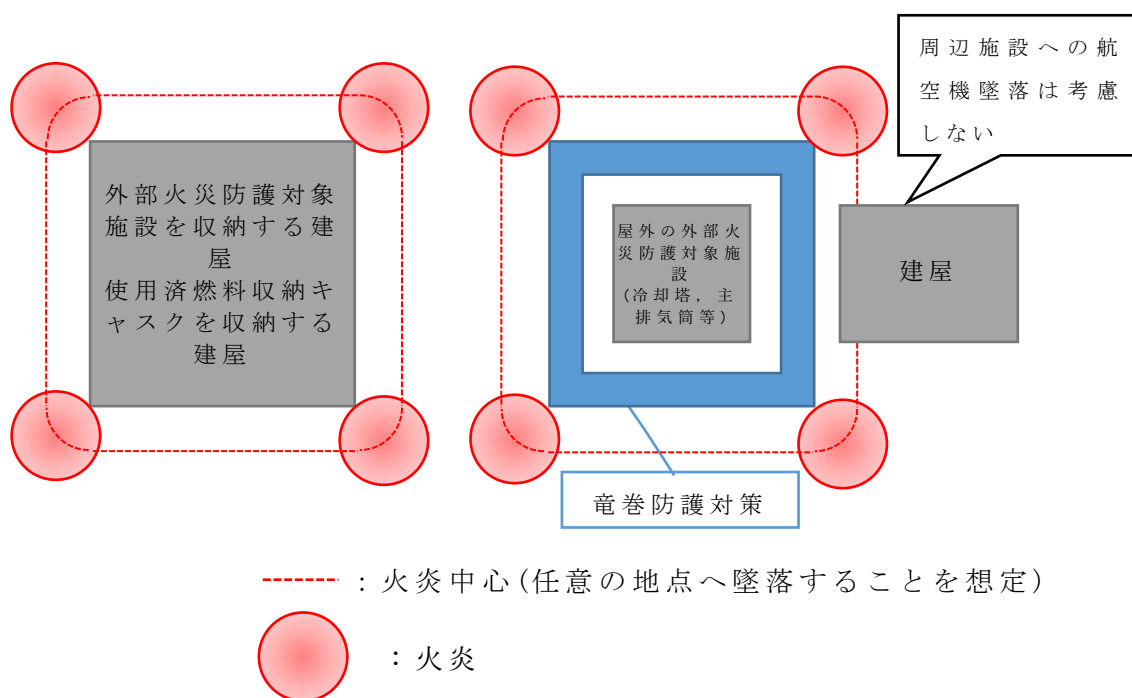 外部火災防護対象
施設を収納する建
屋
使用済燃料収納キ
ャスクを収納する
建屋
屋外の外部火
災防護対象施
設
(冷却塔，主
排気筒等)
周辺施設への航
空機墜落は考慮
しない
建屋
竜巻防護対策
：火炎中心(任意の地点へ墜落することを想定)
：火炎